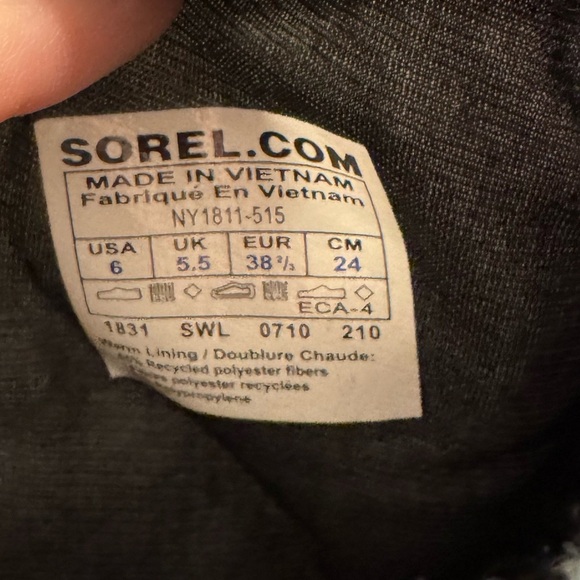 SOREL.COM
MADE IN VIETNAM
Fabriqué En Vietnam
NY1811-515
USA UK EUR CM
6 5.5 38 2/3 24
ECA-4
1831 SWL 0710 210
Warm Lining / Doublure Chaude:
Recycled polyester fibers
polyester recyclées
polypropylene